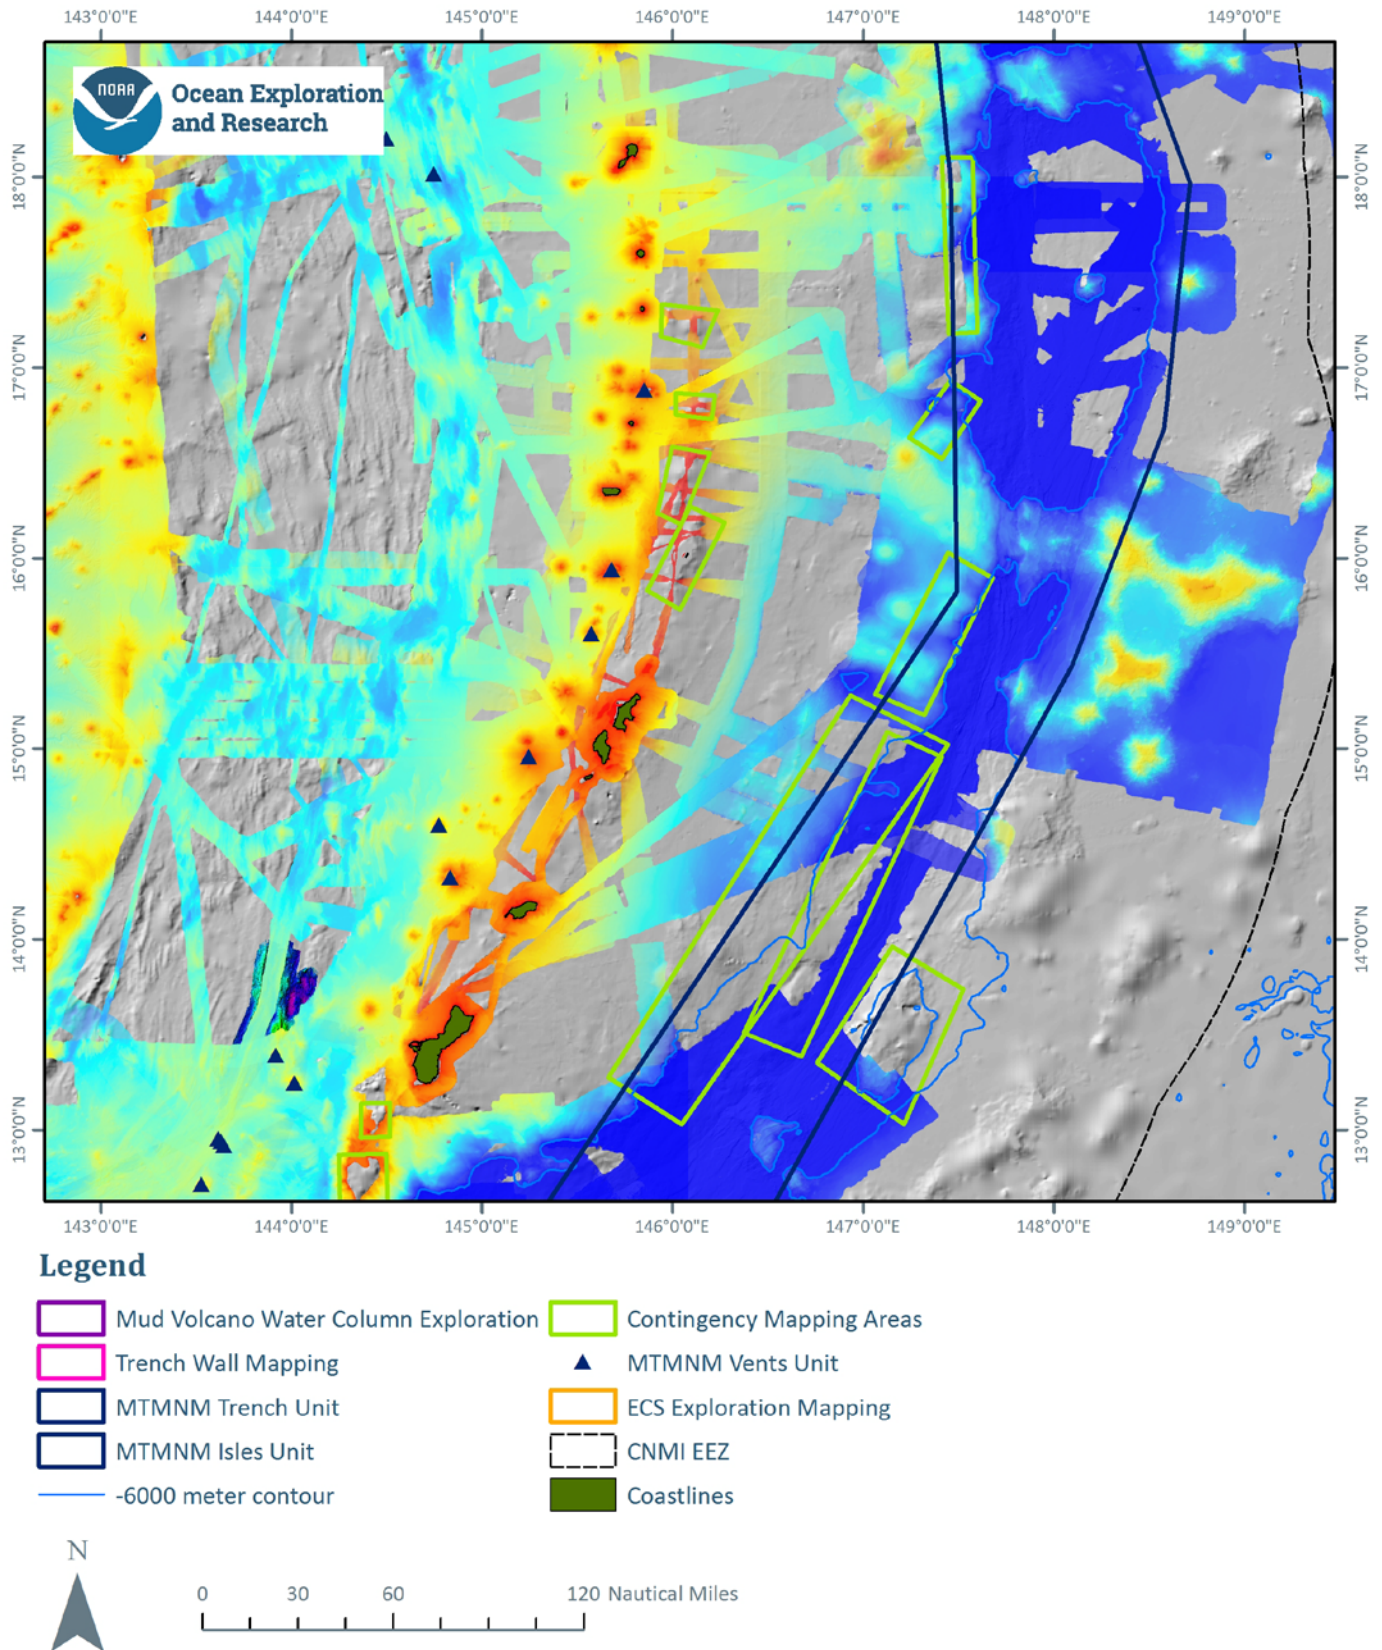 143°0'0"E 144°0'0"E 145°0'0"E 146°0'0"E 147°0'0"E 148°0'0"E 149°0'0"E
NOAA
Ocean Exploration
and Research
18°0'0"N 18°0'0"N
17°0'0"N 17°0'0"N
16°0'0"N 16°0'0"N
15°0'0"N 15°0'0"N
14°0'0"N 14°0'0"N
13°0'0"N 13°0'0"N
143°0'0"E 144°0'0"E 145°0'0"E 146°0'0"E 147°0'0"E 148°0'0"E 149°0'0"E
Legend
Mud Volcano Water Column Exploration
Trench Wall Mapping
MTMNM Trench Unit
MTMNM Isles Unit
-6000 meter contour
Contingency Mapping Areas
MTMNM Vents Unit
ECS Exploration Mapping
CNMI EEZ
Coastlines
N
0 30 60 120 Nautical Miles